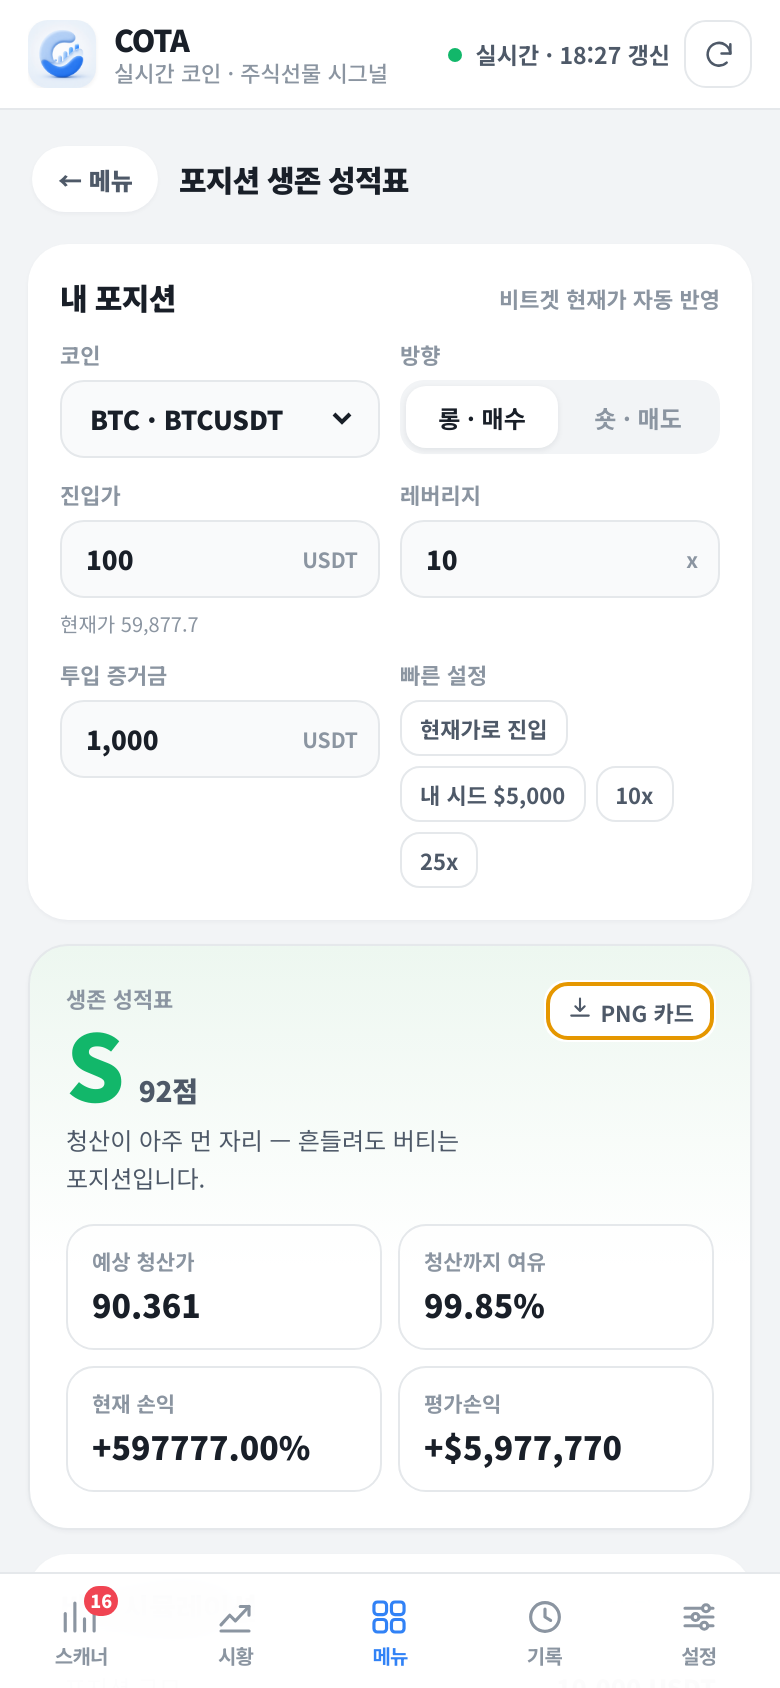 COTA
실시간 코인 · 주식선물 시그널
실시간 · 18:27 갱신
← 메뉴
포지션 생존 성적표
내 포지션
비트겟 현재가 자동 반영
코인
방향
BTC · BTCUSDT
롱 · 매수
숏 · 매도
진입가
레버리지
100 USDT
10 x
현재가 59,877.7
투입 증거금
빠른 설정
1,000 USDT
현재가로 진입
내 시드 $5,000
10x
25x
생존 성적표
PNG 카드
S 92점
청산이 아주 먼 자리 — 흔들려도 버티는
포지션입니다.
예상 청산가
90.361
청산까지 여유
99.85%
현재 손익
+597777.00%
평가손익
+$5,977,770
16
스캐너
시황
메뉴
기록
설정